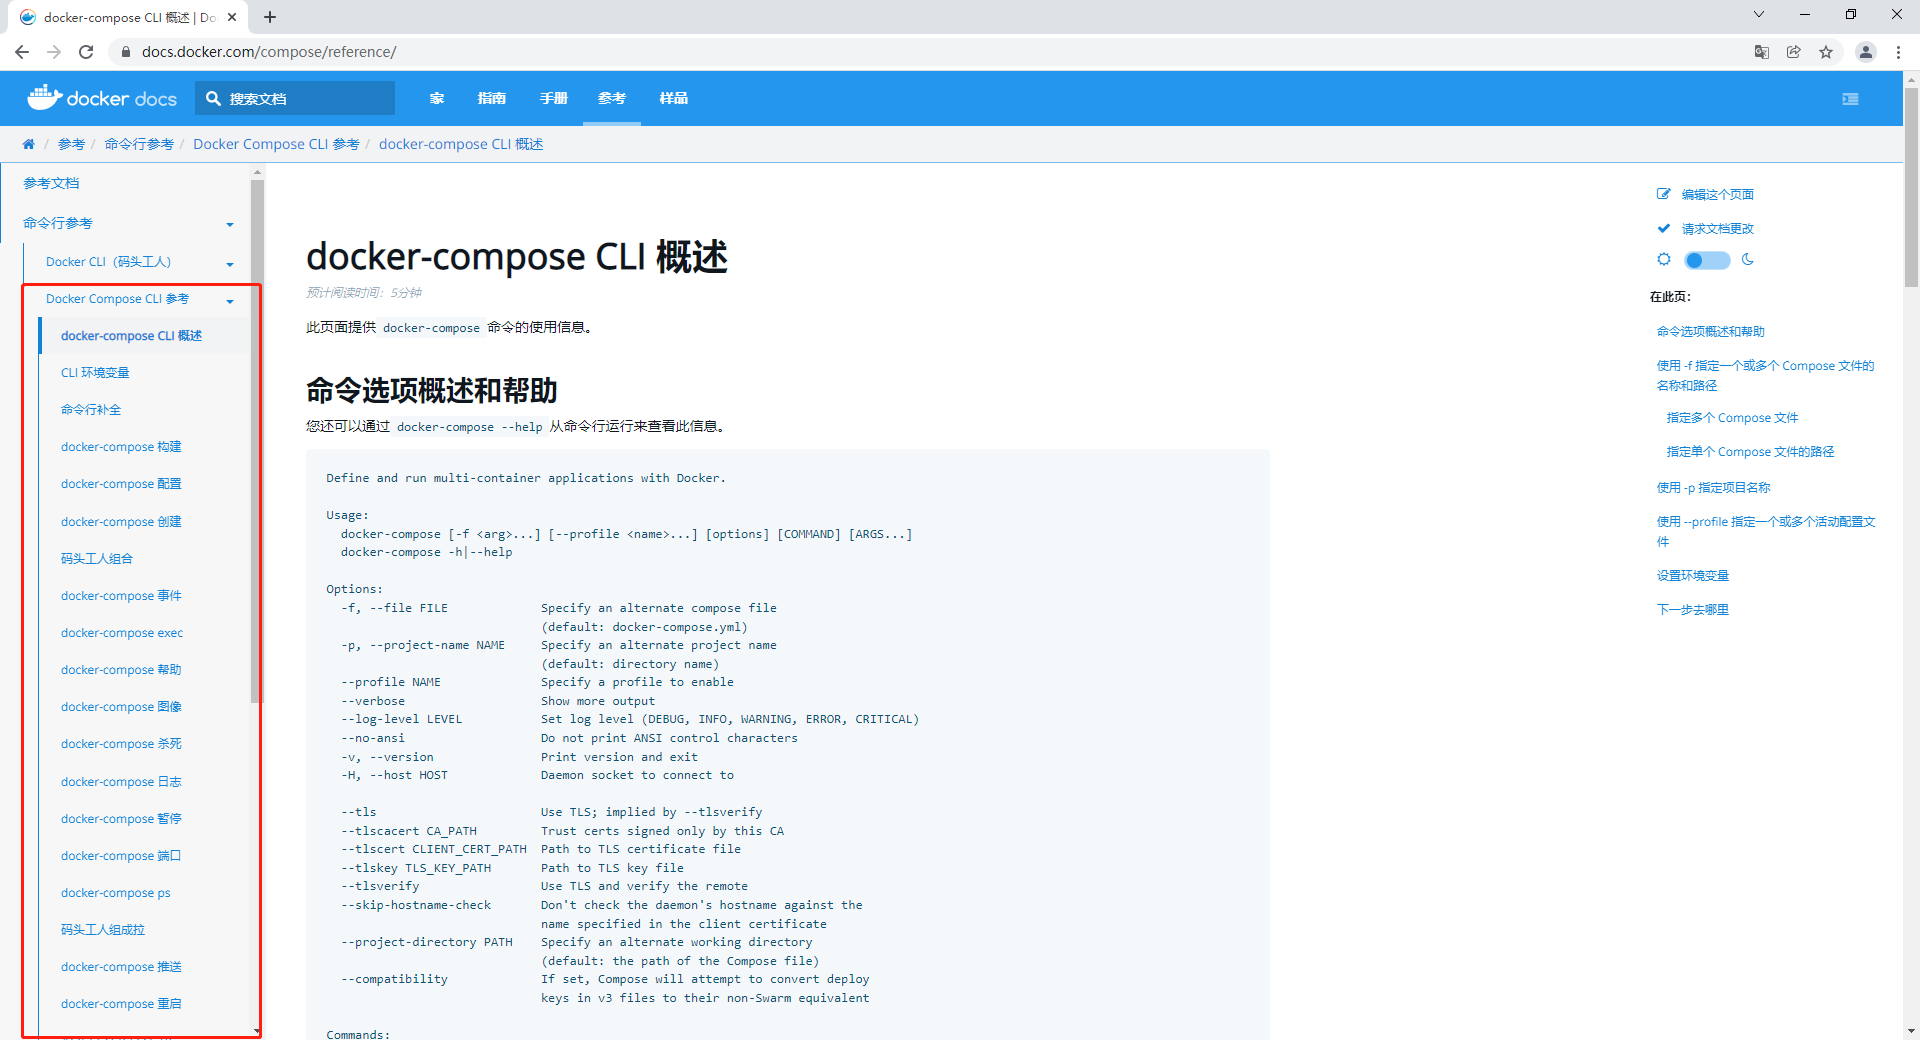 docker-compose CLI 概述 | Do
docs.docker.com/compose/reference/
docker docs
搜索文档
家
指南
手册
参考
样品
/ 参考 / 命令行参考 / Docker Compose CLI 参考 / docker-compose CLI 概述
参考文档
命令行参考
Docker CLI（码头工人）
Docker Compose CLI 参考
docker-compose CLI 概述
CLI 环境变量
命令行补全
docker-compose 构建
docker-compose 配置
docker-compose 创建
码头工人组合
docker-compose 事件
docker-compose exec
docker-compose 帮助
docker-compose 图像
docker-compose 杀死
docker-compose 日志
docker-compose 暂停
docker-compose 端口
docker-compose ps
码头工人组成拉
docker-compose 推送
docker-compose 重启
docker-compose CLI 概述
预计阅读时间：5分钟
此页面提供 docker-compose 命令的使用信息。
命令选项概述和帮助
您还可以通过 docker-compose --help 从命令行运行来查看此信息。
Define and run multi-container applications with Docker.
Usage:
docker-compose [-f <arg>...] [--profile <name>...] [options] [COMMAND] [ARGS...]
docker-compose -h|--help
Options:
-f, --file FILE Specify an alternate compose file
(default: docker-compose.yml)
-p, --project-name NAME Specify an alternate project name
(default: directory name)
--profile NAME Specify a profile to enable
--verbose Show more output
--log-level LEVEL Set log level (DEBUG, INFO, WARNING, ERROR, CRITICAL)
--no-ansi Do not print ANSI control characters
-v, --version Print version and exit
-H, --host HOST Daemon socket to connect to
--tls Use TLS; implied by --tlsverify
--tlscacert CA_PATH Trust certs signed only by this CA
--tlscert CLIENT_CERT_PATH Path to TLS certificate file
--tlskey TLS_KEY_PATH Path to TLS key file
--tlsverify Use TLS and verify the remote
--skip-hostname-check Don't check the daemon's hostname against the
name specified in the client certificate
--project-directory PATH Specify an alternate working directory
(default: the path of the Compose file)
--compatibility If set, Compose will attempt to convert deploy
keys in v3 files to their non-Swarm equivalent
Commands:
编辑这个页面
请求文档更改
在此页：
命令选项概述和帮助
使用 -f 指定一个或多个 Compose 文件的
名称和路径
指定多个 Compose 文件
指定单个 Compose 文件的路径
使用 -p 指定项目名称
使用 --profile 指定一个或多个活动配置文
件
设置环境变量
下一步去哪里